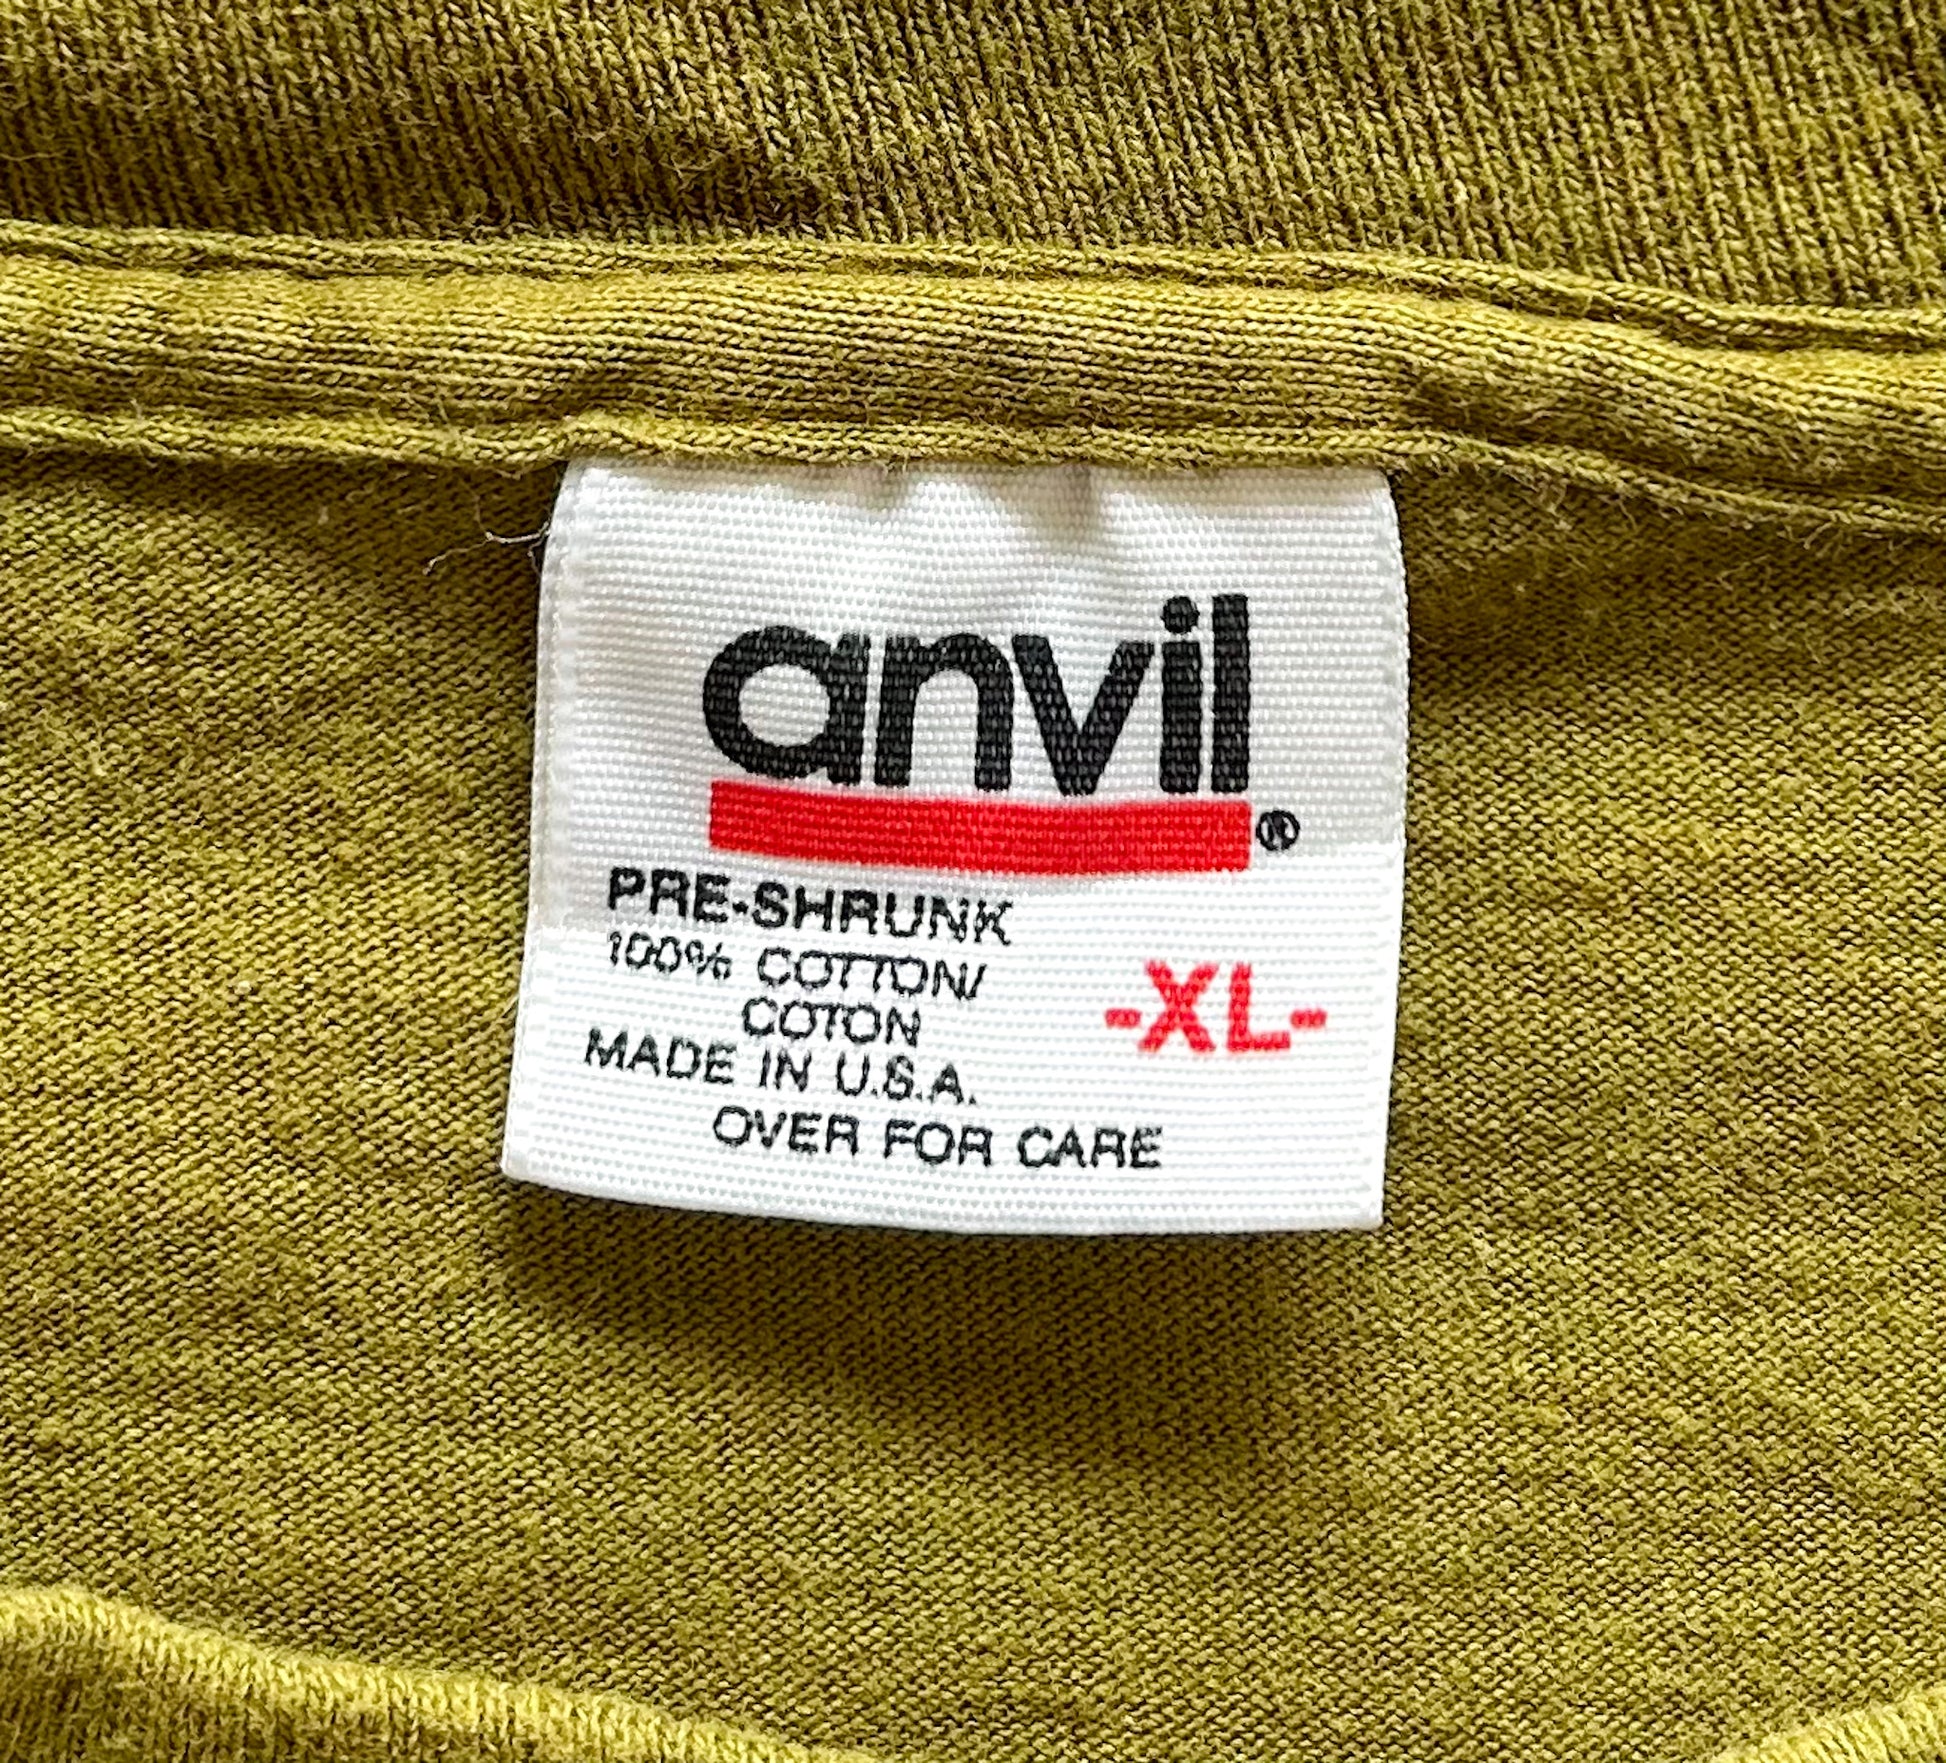 anvil®
PRE-SHRUNK
100% COTTON/
COTON
-XL-
MADE IN U.S.A.
OVER FOR CARE